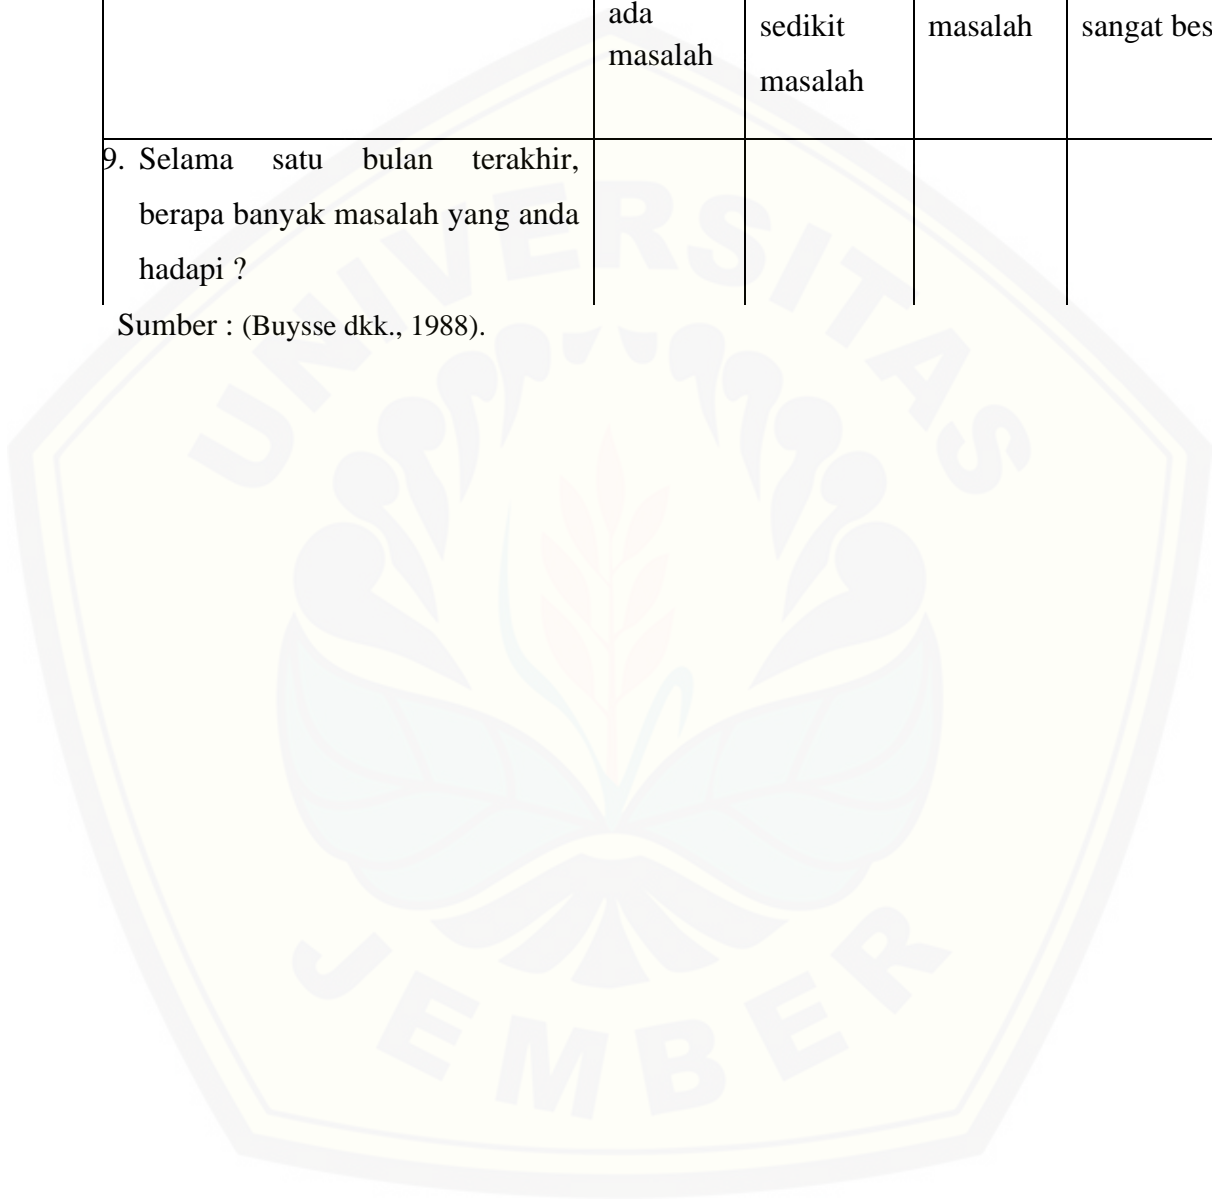 ada
masalah
sedikit
masalah
masalah
sangat bes
9. Selama satu bulan terakhir,
berapa banyak masalah yang anda
hadapi ?
Sumber : (Buysse dkk., 1988).
UNIVERSITAS
JEMBER